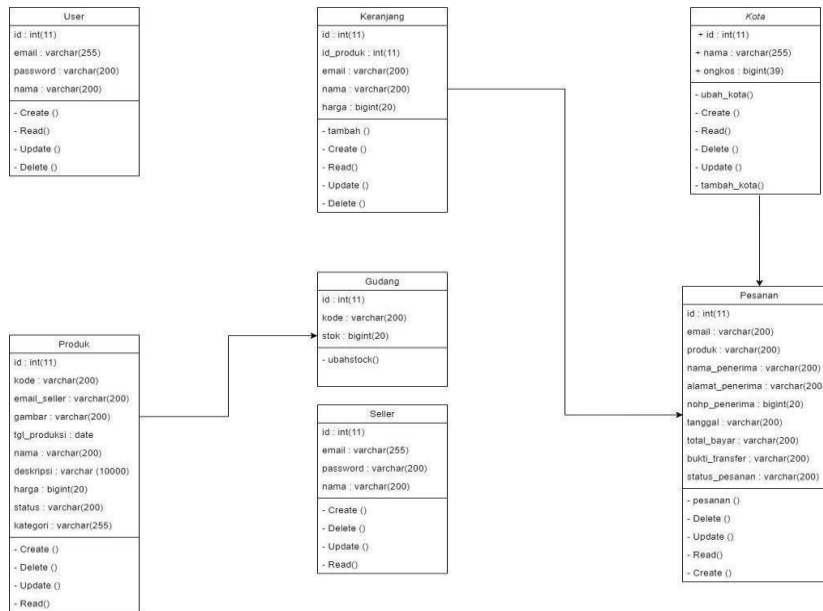 User
id : int(11)
email : varchar(255)
password : varchar(200)
nama : varchar(200)
- Create ()
- Read()
- Update ()
- Delete ()
Keranjang
id : int(11)
id_produk : int(11)
email : varchar(200)
nama : varchar(200)
harga : bigint(20)
- tambah ()
- Create ()
- Read()
- Update ()
- Delete ()
Kota
+ id : int(11)
+ nama : varchar(255)
+ ongkos : bigint(39)
- ubah_kota()
- Create ()
- Read()
- Delete ()
- Update ()
- tambah_kota()
Gudang
id : int(11)
kode : varchar(200)
stok : bigint(20)
- ubahstock()
Produk
id : int(11)
kode : varchar(200)
email_seller : varchar(200)
gambar : varchar(200)
tgl_produksi : date
nama : varchar(200)
deskripsi : varchar (10000)
harga : bigint(20)
status : varchar(200)
kategori : varchar(255)
- Create ()
- Delete ()
- Update ()
- Read()
Seller
id : int(11)
email : varchar(255)
password : varchar(200)
nama : varchar(200)
- Create ()
- Delete ()
- Update ()
- Read()
Pesanan
id : int(11)
email : varchar(200)
produk : varchar(200)
nama_penerima : varchar(200)
alamat_penerima : varchar(200)
nohp_penerima : bigint(20)
tanggal : varchar(200)
total_bayar : varchar(200)
bukti_transfer : varchar(200)
status_pesanan : varchar(200)
- pesanan ()
- Delete ()
- Update ()
- Read()
- Create ()